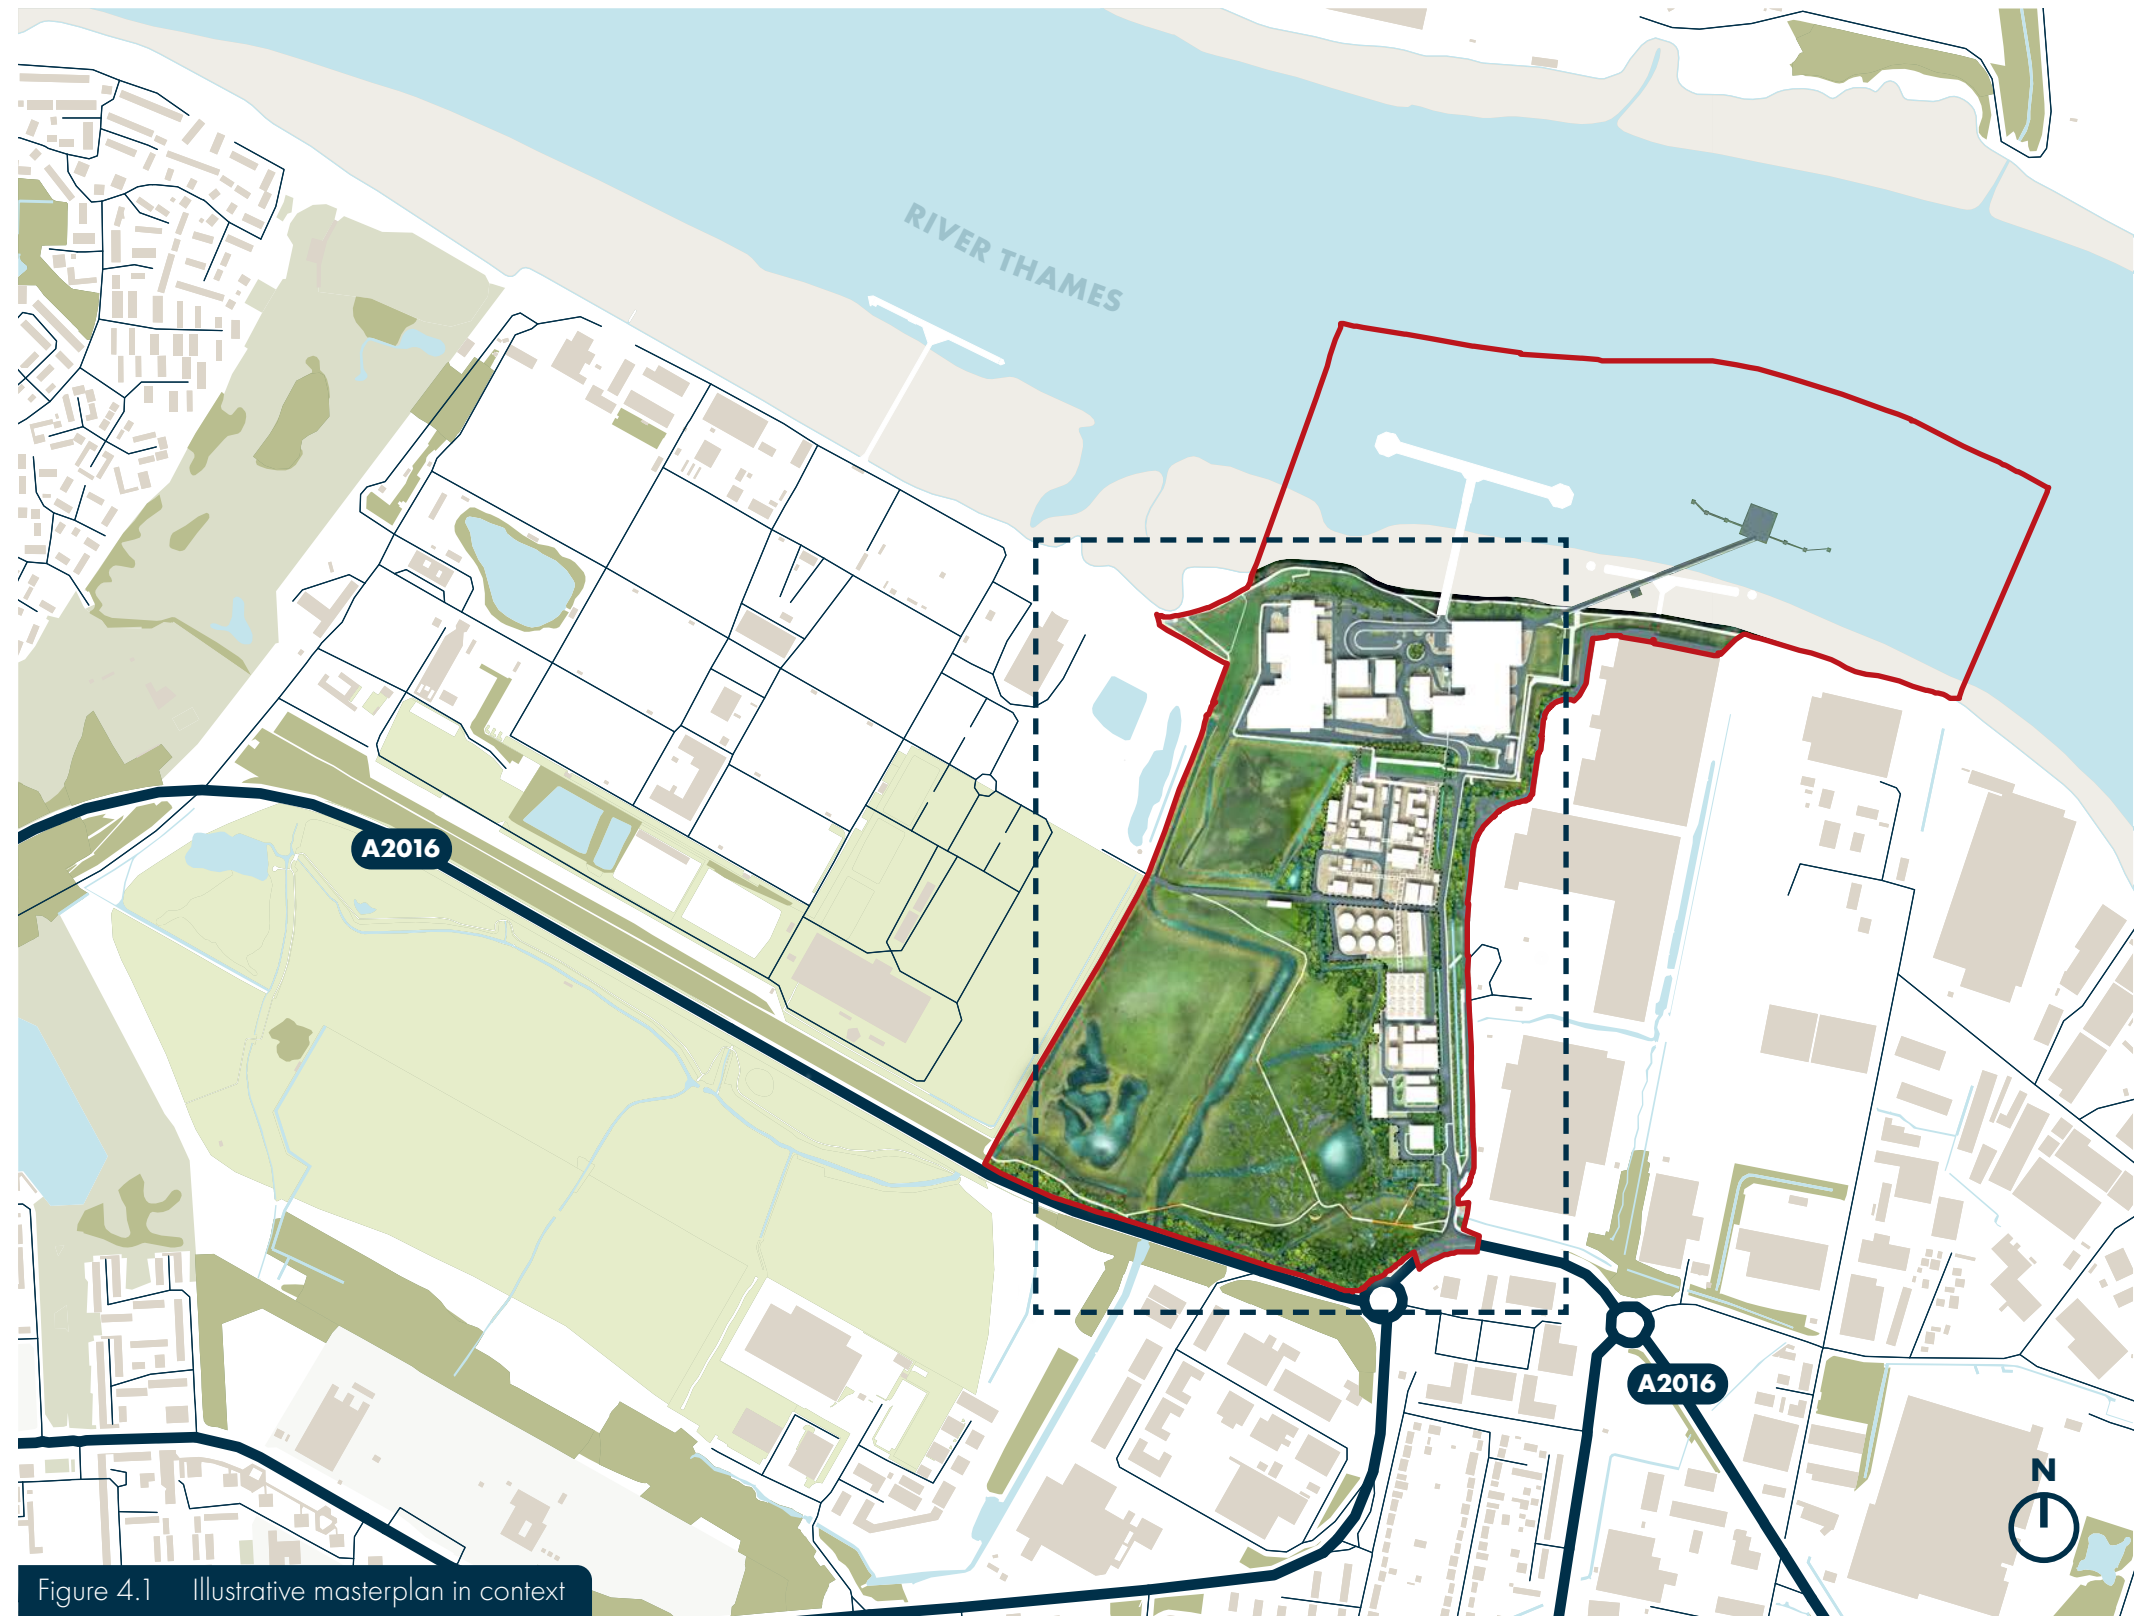 RIVER THAMES
A2016
A2016
N
Figure 4.1 Illustrative masterplan in context